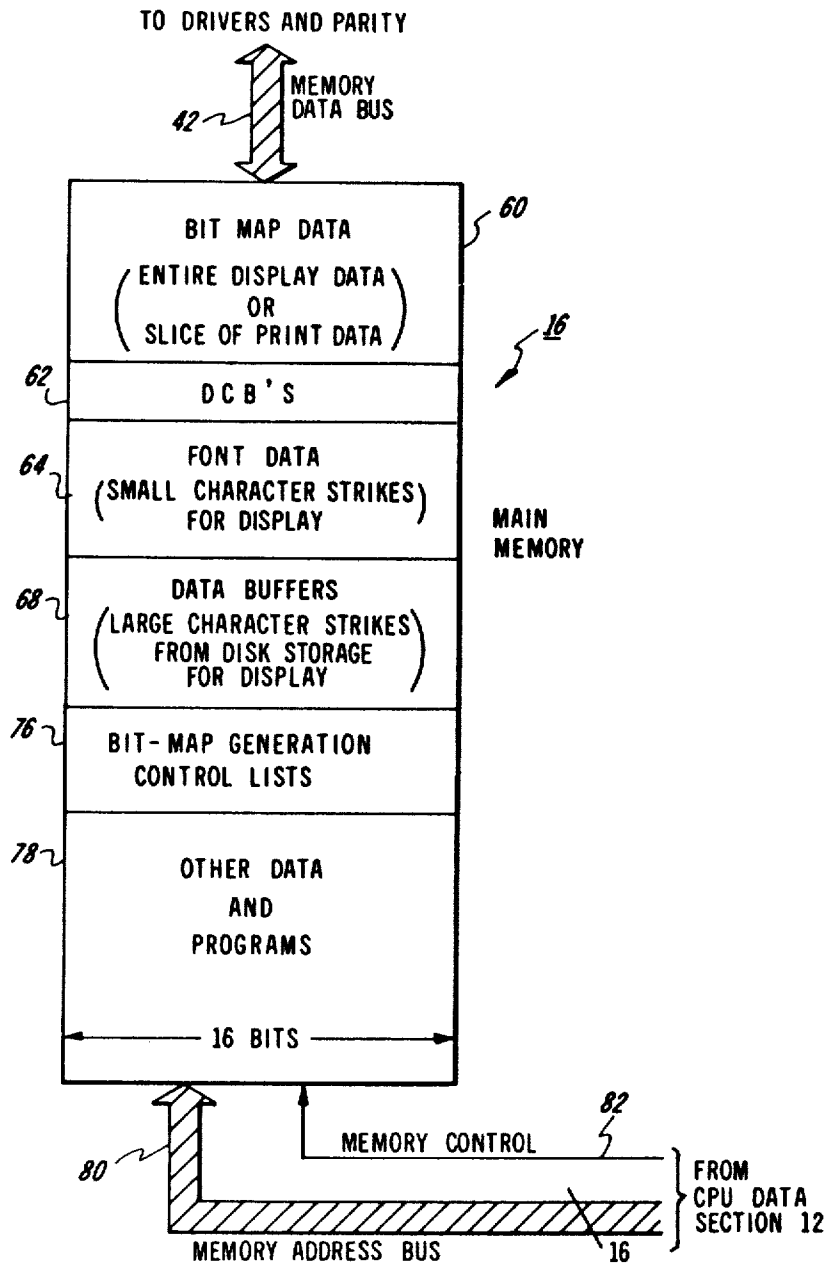 TO DRIVERS AND PARITY
MEMORY
DATA BUS
42
60
BIT MAP DATA
(ENTIRE DISPLAY DATA
OR
SLICE OF PRINT DATA)
16
62
DCB'S
64
FONT DATA
(SMALL CHARACTER STRIKES)
FOR DISPLAY
MAIN
MEMORY
68
DATA BUFFERS
(LARGE CHARACTER STRIKES
FROM DISK STORAGE
FOR DISPLAY)
76
BIT-MAP GENERATION
CONTROL LISTS
78
OTHER DATA
AND
PROGRAMS
16 BITS
82
MEMORY CONTROL
80
FROM
CPU DATA
SECTION 12
MEMORY ADDRESS BUS
16